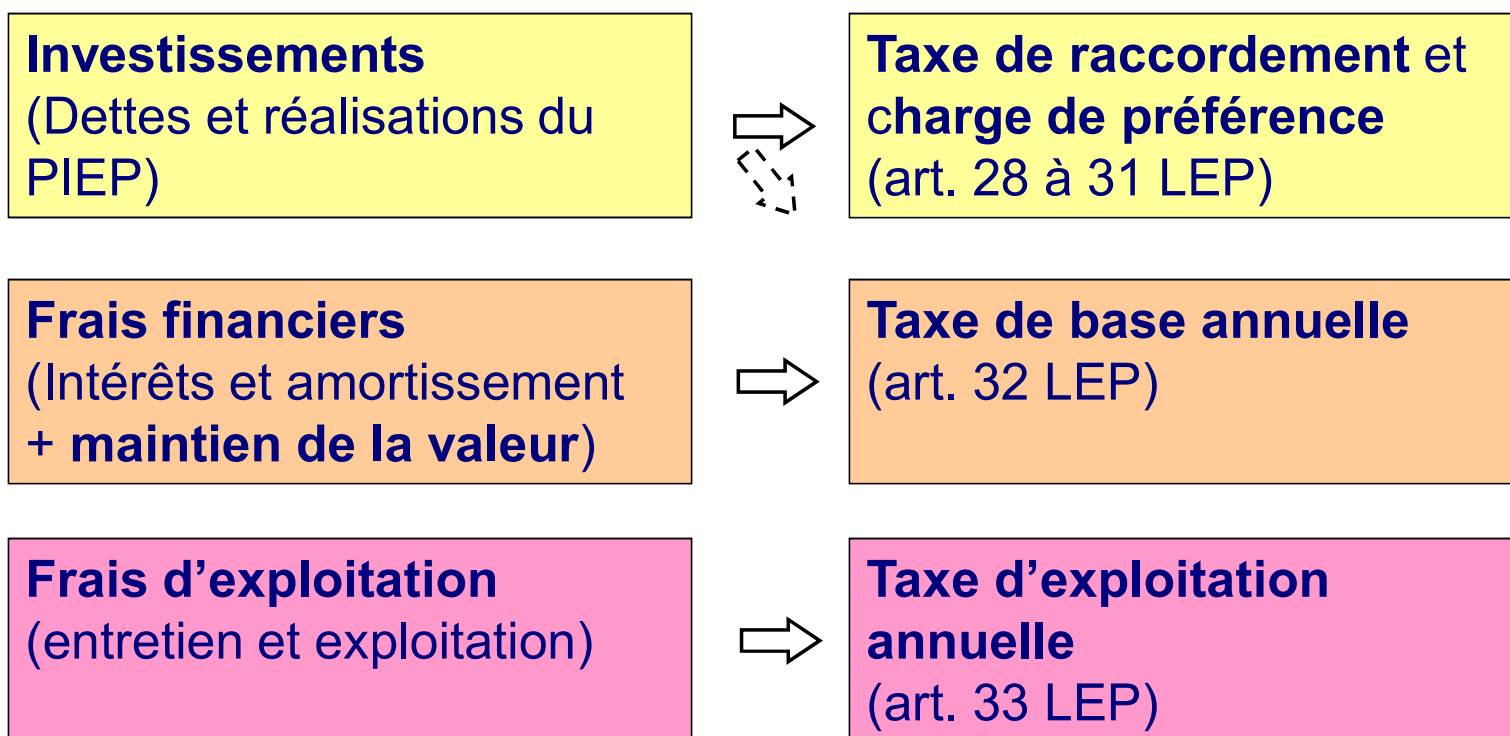 Investissements
(Dettes et réalisations du
PIEP)
Taxe de raccordement et
charge de préférence
(art. 28 à 31 LEP)
Frais financiers
(Intérêts et amortissement
+ maintien de la valeur)
Taxe de base annuelle
(art. 32 LEP)
Frais d’exploitation
(entretien et exploitation)
Taxe d’exploitation
annuelle
(art. 33 LEP)